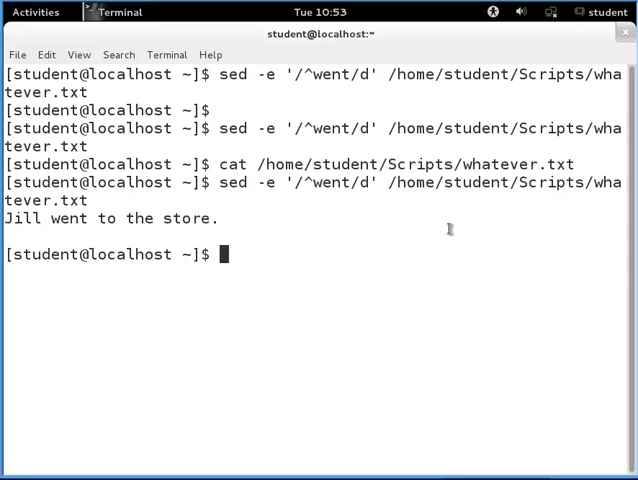 Activities Terminal Tue 10:53 student
student@localhost:~
File Edit View Search Terminal Help
[student@localhost ~]$ sed -e '/^went/d' /home/student/Scripts/wha
tever.txt
[student@localhost ~]$
[student@localhost ~]$ sed -e '/^went/d' /home/student/Scripts/wha
tever.txt
[student@localhost ~]$ cat /home/student/Scripts/whatever.txt
[student@localhost ~]$ sed -e '/^went/d' /home/student/Scripts/wha
tever.txt
Jill went to the store.
[student@localhost ~]$